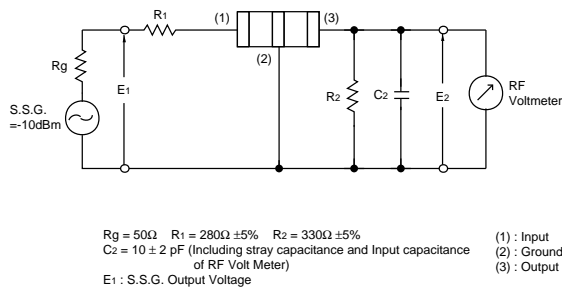 R1
(1)
(3)
(2)
Rg
E1
R2
C2
E2
RF
Voltmeter
S.S.G.
=-10dBm
Rg = 50Ω R1 = 280Ω ±5% R2 = 330Ω ±5%
C2 = 10 ± 2 pF (Including stray capacitance and Input capacitance
of RF Volt Meter)
E1 : S.S.G. Output Voltage
(1) : Input
(2) : Ground
(3) : Output